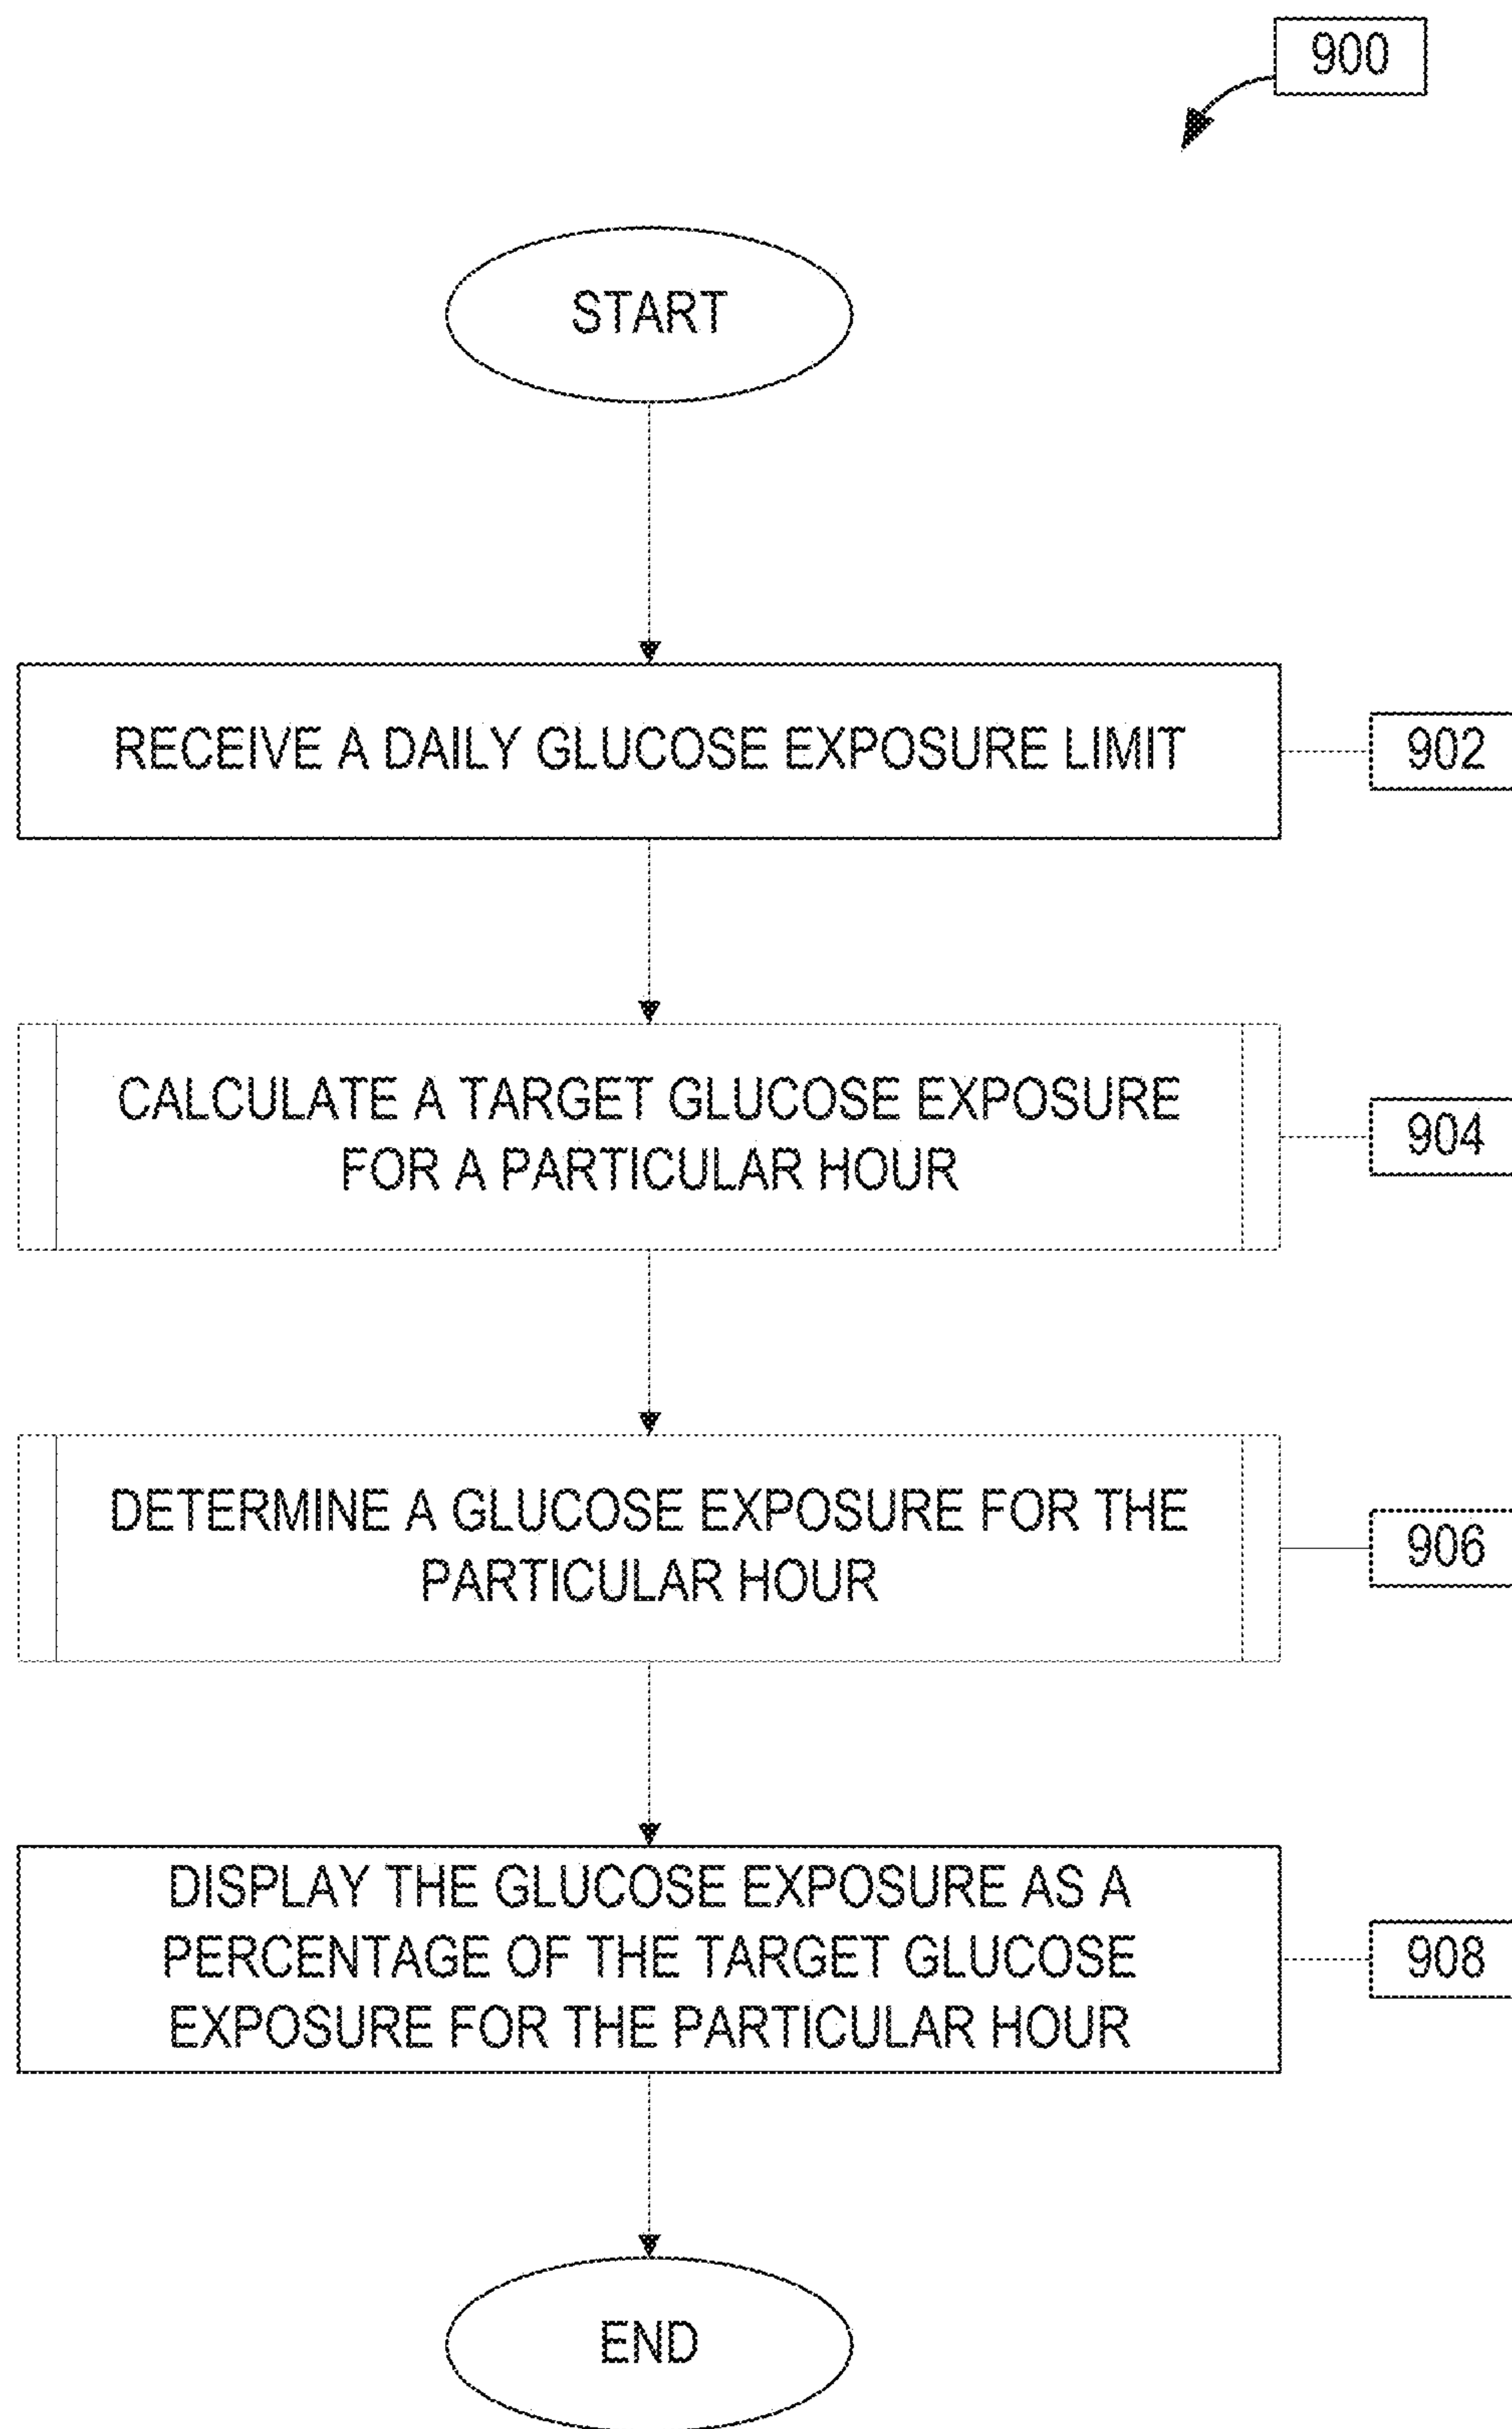 900
START
RECEIVE A DAILY GLUCOSE EXPOSURE LIMIT
902
CALCULATE A TARGET GLUCOSE EXPOSURE
FOR A PARTICULAR HOUR
904
DETERMINE A GLUCOSE EXPOSURE FOR THE
PARTICULAR HOUR
906
DISPLAY THE GLUCOSE EXPOSURE AS A
PERCENTAGE OF THE TARGET GLUCOSE
EXPOSURE FOR THE PARTICULAR HOUR
908
END